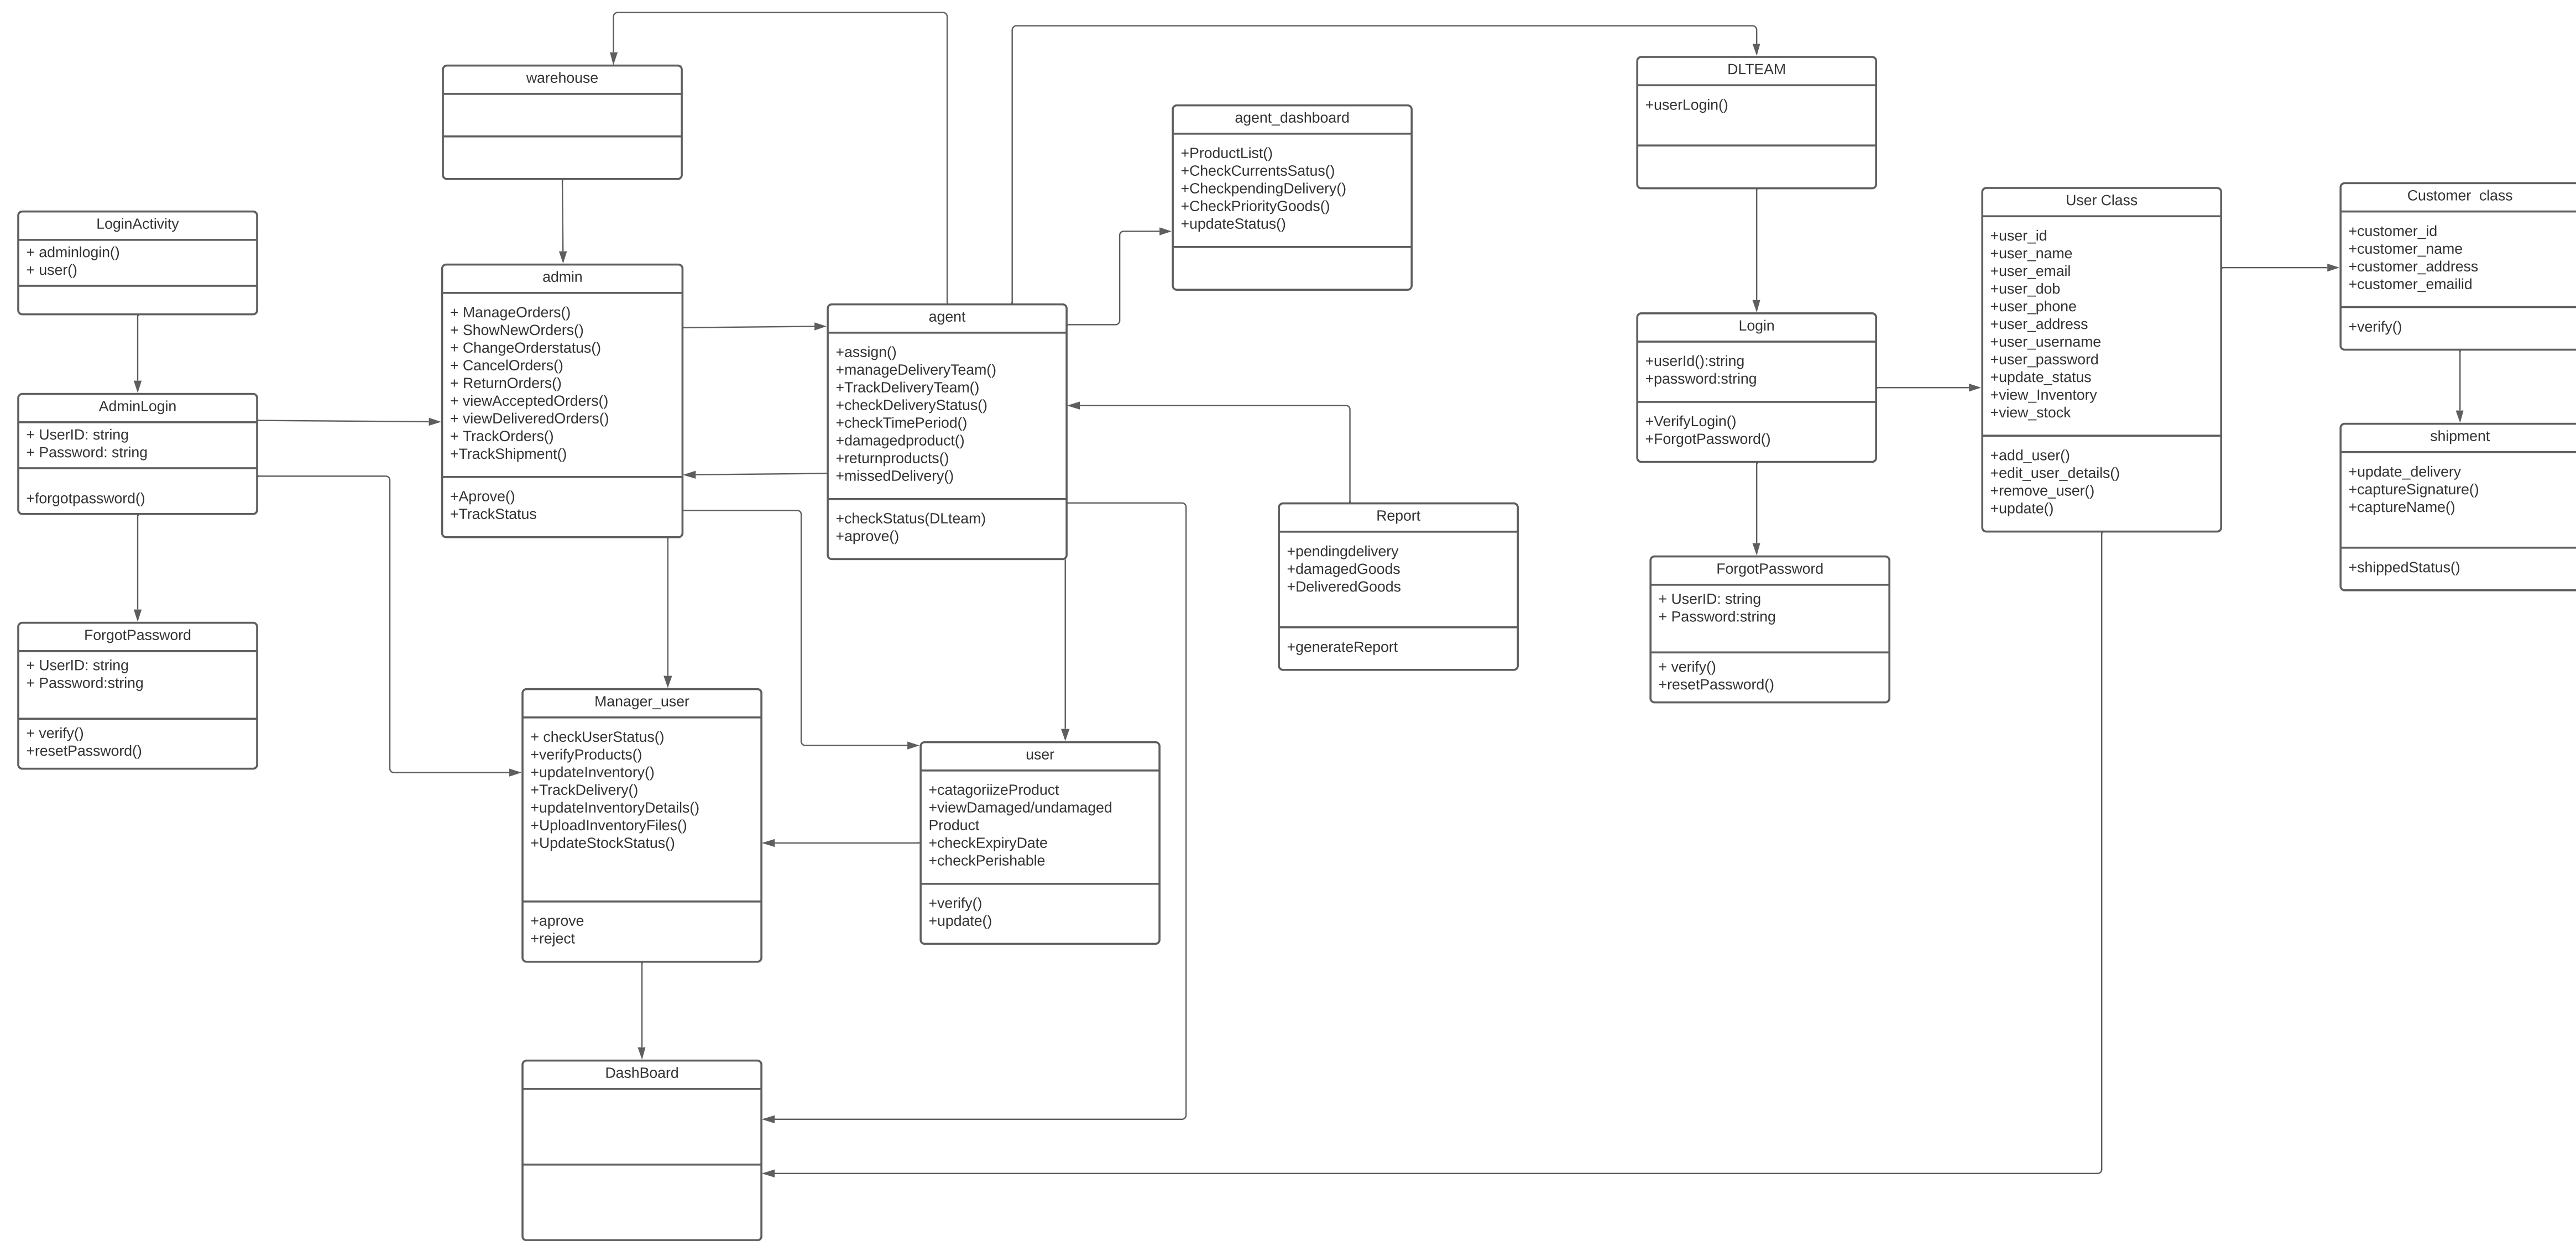 warehouse
DLTEAM
+userLogin()
agent_dashboard
+ProductList()
+CheckCurrentsSatus()
+CheckpendingDelivery()
+CheckPriorityGoods()
+updateStatus()
LoginActivity
+ adminlogin()
+ user()
admin
+ ManageOrders()
+ ShowNewOrders()
+ ChangeOrderstatus()
+ CancelOrders()
+ ReturnOrders()
+ viewAcceptedOrders()
+ viewDeliveredOrders()
+ TrackOrders()
+TrackShipment()
+Aprove()
+TrackStatus
agent
+assign()
+manageDeliveryTeam()
+TrackDeliveryTeam()
+checkDeliveryStatus()
+checkTimePeriod()
+damagedproduct()
+returnproducts()
+missedDelivery()
+checkStatus(DLteam)
+aprove()
Login
+userId():string
+password:string
+VerifyLogin()
+ForgotPassword()
User Class
+user_id
+user_name
+user_email
+user_dob
+user_phone
+user_address
+user_username
+user_password
+update_status
+view_Inventory
+view_stock
+add_user()
+edit_user_details()
+remove_user()
+update()
Customer  class
+customer_id
+customer_name
+customer_address
+customer_emailid
+verify()
AdminLogin
+ UserID: string
+ Password: string
+forgotpassword()
shipment
+update_delivery
+captureSignature()
+captureName()
+shippedStatus()
Report
+pendingdelivery
+damagedGoods
+DeliveredGoods
+generateReport
ForgotPassword
+ UserID: string
+ Password:string
+ verify()
+resetPassword()
ForgotPassword
+ UserID: string
+ Password:string
+ verify()
+resetPassword()
Manager_user
+ checkUserStatus()
+verifyProducts()
+updateInventory()
+TrackDelivery()
+updateInventoryDetails()
+UploadInventoryFiles()
+UpdateStockStatus()
+aprove
+reject
user
+catagoriizeProduct
+viewDamaged/undamaged
Product
+checkExpiryDate
+checkPerishable
+verify()
+update()
DashBoard